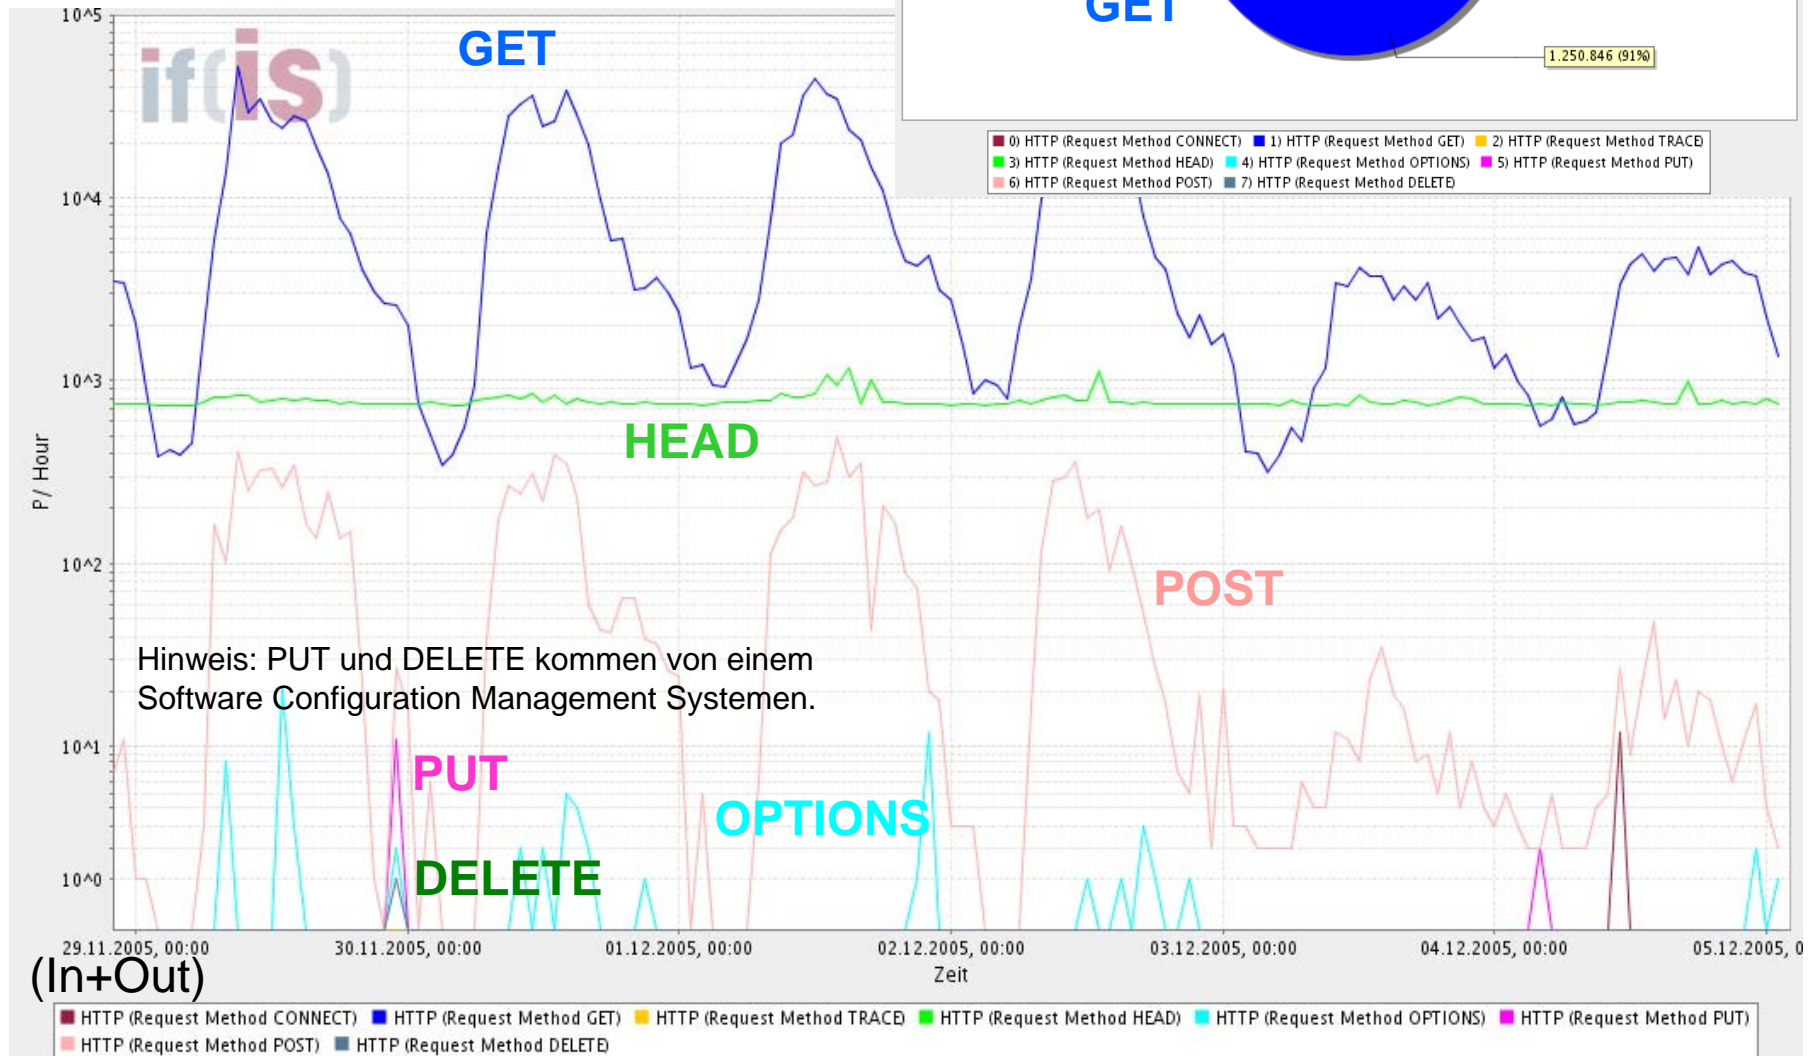 GET
1.250.846 (91%)
0) HTTP (Request Method CONNECT) 1) HTTP (Request Method GET) 2) HTTP (Request Method TRACE)
3) HTTP (Request Method HEAD) 4) HTTP (Request Method OPTIONS) 5) HTTP (Request Method PUT)
6) HTTP (Request Method POST) 7) HTTP (Request Method DELETE)
if(is)
GET
10^5
10^4
10^3
10^2
10^1
10^0
P/ Hour
HEAD
POST
Hinweis: PUT und DELETE kommen von einem
Software Configuration Management Systemen.
PUT
OPTIONS
DELETE
29.11.2005, 00:00 30.11.2005, 00:00 01.12.2005, 00:00 02.12.2005, 00:00 03.12.2005, 00:00 04.12.2005, 00:00 05.12.2005, 0
(In+Out)
Zeit
HTTP (Request Method CONNECT) HTTP (Request Method GET) HTTP (Request Method TRACE) HTTP (Request Method HEAD) HTTP (Request Method OPTIONS) HTTP (Request Method PUT)
HTTP (Request Method POST) HTTP (Request Method DELETE)